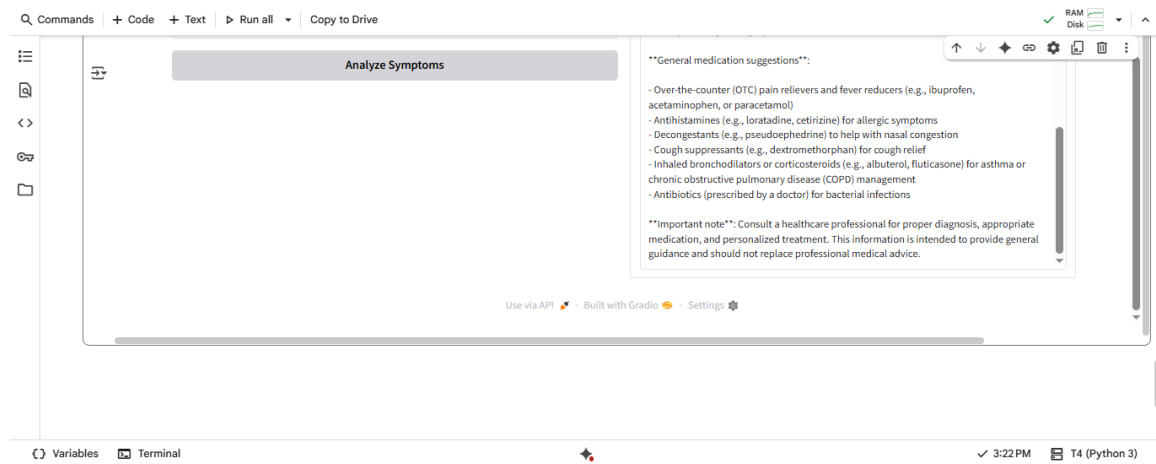 Commands + Code + Text Run all Copy to Drive
RAM
Disk
Analyze Symptoms
**General medication suggestions**:
- Over-the-counter (OTC) pain relievers and fever reducers (e.g., ibuprofen,
acetaminophen, or paracetamol)
- Antihistamines (e.g., loratadine, cetirizine) for allergic symptoms
- Decongestants (e.g., pseudoephedrine) to help with nasal congestion
- Cough suppressants (e.g., dextromethorphan) for cough relief
- Inhaled bronchodilators or corticosteroids (e.g., albuterol, fluticasone) for asthma or
chronic obstructive pulmonary disease (COPD) management
- Antibiotics (prescribed by a doctor) for bacterial infections
**Important note**: Consult a healthcare professional for proper diagnosis, appropriate
medication, and personalized treatment. This information is intended to provide general
guidance and should not replace professional medical advice.
Use via API · Built with Gradio · Settings
Variables Terminal 3:22 PM T4 (Python 3)